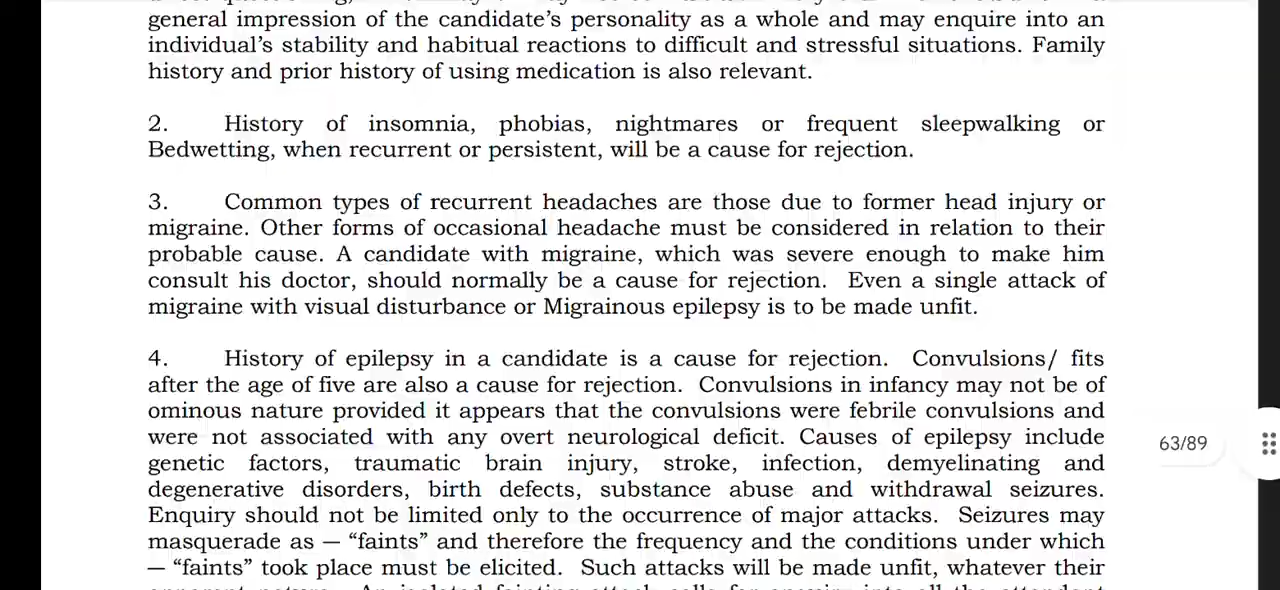 general impression of the candidate’s personality as a whole and may enquire into an
individual’s stability and habitual reactions to difficult and stressful situations. Family
history and prior history of using medication is also relevant.
2. History of insomnia, phobias, nightmares or frequent sleepwalking or
Bedwetting, when recurrent or persistent, will be a cause for rejection.
3. Common types of recurrent headaches are those due to former head injury or
migraine. Other forms of occasional headache must be considered in relation to their
probable cause. A candidate with migraine, which was severe enough to make him
consult his doctor, should normally be a cause for rejection. Even a single attack of
migraine with visual disturbance or Migrainous epilepsy is to be made unfit.
4. History of epilepsy in a candidate is a cause for rejection. Convulsions/ fits
after the age of five are also a cause for rejection. Convulsions in infancy may not be of
ominous nature provided it appears that the convulsions were febrile convulsions and
were not associated with any overt neurological deficit. Causes of epilepsy include
63/89
genetic factors, traumatic brain injury, stroke, infection, demyelinating and
degenerative disorders, birth defects, substance abuse and withdrawal seizures.
Enquiry should not be limited only to the occurrence of major attacks. Seizures may
masquerade as — “faints” and therefore the frequency and the conditions under which
— “faints” took place must be elicited. Such attacks will be made unfit, whatever their